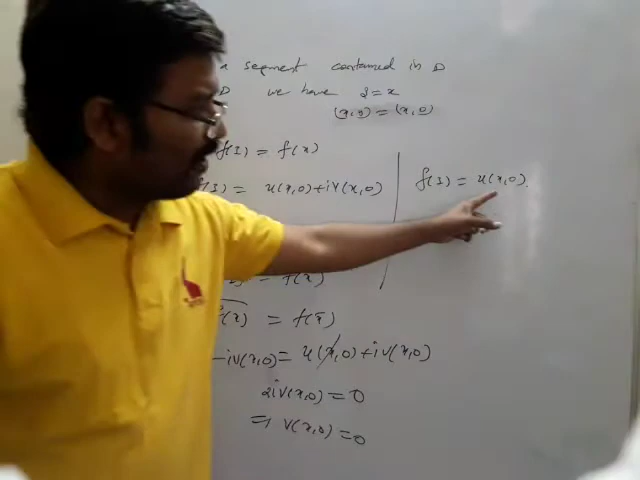 a segment contained in D
D we have z = x
(x, 0) = (x, 0)
f(z) = f(x)
f(z) = u(x,0) + iv(x,0)
f(z) = u(x,0).
= f(x)
f(x) = f(x)
-iv(x,0) = u(x,0) + iv(x,0)
2iv(x,0) = 0
⇒ v(x,0) = 0